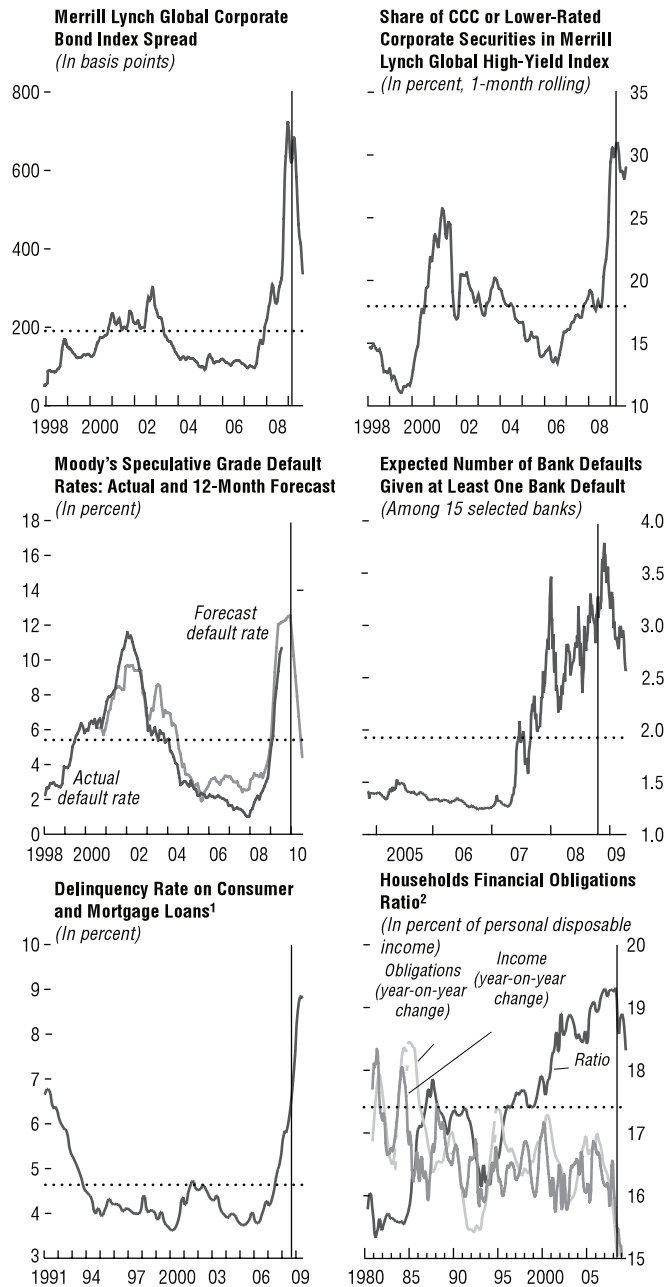 Merrill Lynch Global Corporate
Bond Index Spread
(In basis points)
800
600
400
200
0
1998 2000 02 04 06 08
Share of CCC or Lower-Rated
Corporate Securities in Merrill
Lynch Global High-Yield Index
(In percent, 1-month rolling)
35
30
25
20
15
10
1998 2000 02 04 06 08
Moody's Speculative Grade Default
Rates: Actual and 12-Month Forecast
(In percent)
18
16
14
12
10
8
6
4
2
0
Forecast
default rate
Actual
default rate
1998 2000 02 04 06 08 10
Expected Number of Bank Defaults
Given at Least One Bank Default
(Among 15 selected banks)
4.0
3.5
3.0
2.5
2.0
1.5
1.0
2005 06 07 08 09
Delinquency Rate on Consumer
and Mortgage Loans¹
(In percent)
10
9
8
7
6
5
4
3
1991 94 97 2000 03 06 09
Households Financial Obligations
Ratio²
(In percent of personal disposable
income)
Obligations
(year-on-year
change)
Income
(year-on-year
change)
Ratio
20
19
18
17
16
15
1980 85 90 95 2000 05